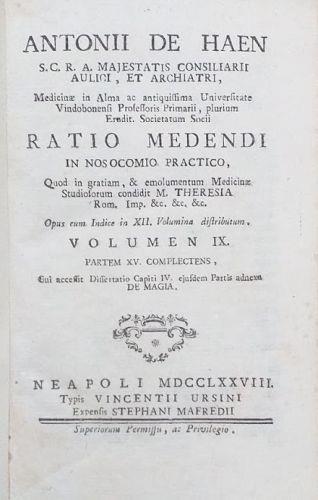 ANTONII DE HAEN
S. C. R. A. MAJESTATIS CONSILIARII
AULICI, ET ARCHIATRI,
Medicinæ in Alma ac antiquissima Universitate
Vindobonensi Professoris Primarii, plurium
Erudit. Societatum Socii
RATIO MEDENDI
IN NOSOCOMIO PRACTICO,
Quod in gratiam, & emolumentum Medicinæ
Studiosorum condidit M. THERESIA
Rom. Imp. &c. &c. &c.
Opus cum Indice in XII. Volumina distributum.
VOLUMEN IX.
PARTEM XV. COMPLECTENS,
Cui accessit Dissertatio Capiti IV. ejusdem Partis adnexa
DE MAGIA.
NEAPOLI MDCCLXXVIII.
Typis VINCENTII URSINI
Expensis STEPHANI MAFREDII
Superiorum Permissu, ac Privilegio.